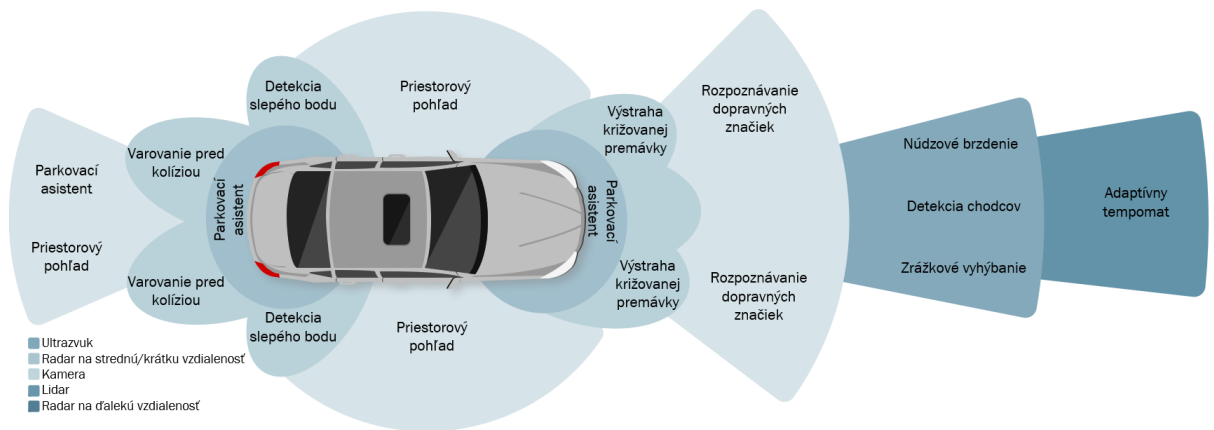 Parkovací
asistent
Priestorový
pohľad
Varovanie pred
kolíziou
Varovanie pred
kolíziou
Detekcia
slepého bodu
Detekcia
slepého bodu
Parkovací
asistent
Priestorový
pohľad
Priestorový
pohľad
Parkovací
asistent
Výstraha
križovanej
premávky
Výstraha
križovanej
premávky
Rozpoznávanie
dopravných
značiek
Rozpoznávanie
dopravných
značiek
Núdzové brzdenie
Detekcia chodcov
Zrážkové vyhýbanie
Adaptívny
tempomat
Ultrazvuk
Radar na strednú/krátku vzdialenosť
Kamera
Lidar
Radar na ďalekú vzdialenosť